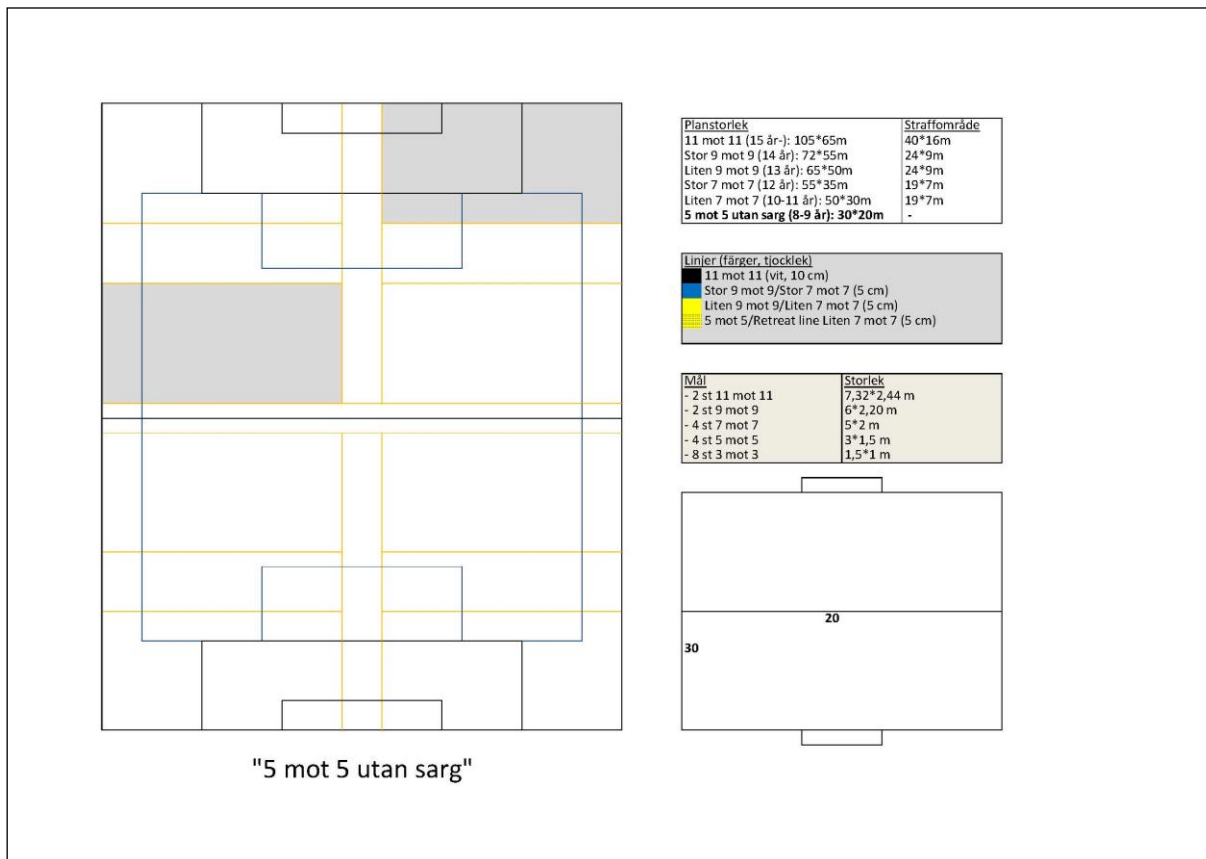 Planstorlek Straffområde
11 mot 11 (15 år-): 105*65m 40*16m
Stor 9 mot 9 (14 år): 72*55m 24*9m
Liten 9 mot 9 (13 år): 65*50m 24*9m
Stor 7 mot 7 (12 år): 55*35m 19*7m
Liten 7 mot 7 (10-11 år): 50*30m 19*7m
5 mot 5 utan sarg (8-9 år): 30*20m -
Linjer (färger, tjocklek)
11 mot 11 (vit, 10 cm)
Stor 9 mot 9/Stor 7 mot 7 (5 cm)
Liten 9 mot 9/Liten 7 mot 7 (5 cm)
5 mot 5/Retreat line Liten 7 mot 7 (5 cm)
Mål Storlek
- 2 st 11 mot 11 7,32*2,44 m
- 2 st 9 mot 9 6*2,20 m
- 4 st 7 mot 7 5*2 m
- 4 st 5 mot 5 3*1,5 m
- 8 st 3 mot 3 1,5*1 m
20
30
"5 mot 5 utan sarg"